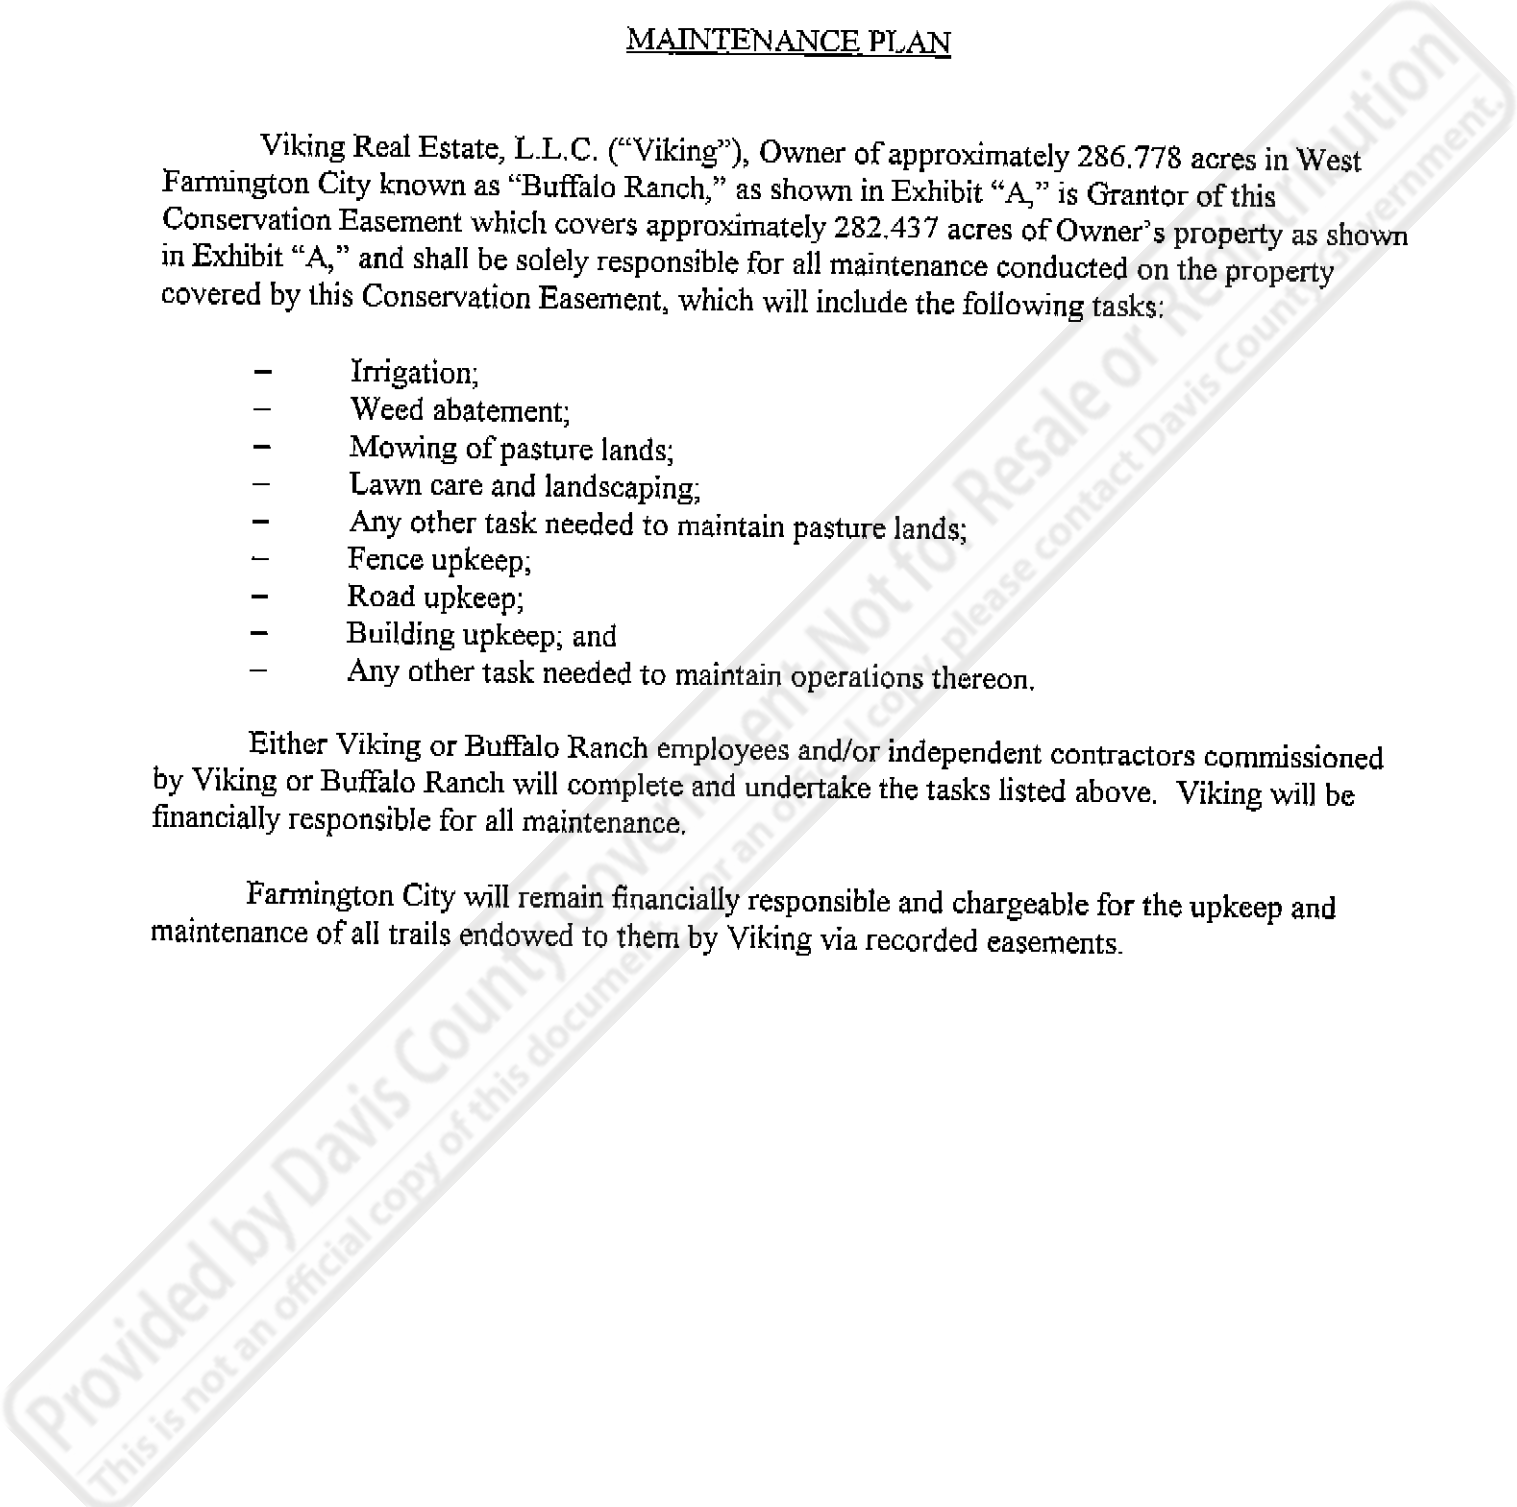 MAINTENANCE PLAN
Viking Real Estate, L.L.C. (“Viking”), Owner of approximately 286.778 acres in West
Farmington City known as “Buffalo Ranch,” as shown in Exhibit “A,” is Grantor of this
Conservation Easement which covers approximately 282.437 acres of Owner’s property as shown
in Exhibit “A,” and shall be solely responsible for all maintenance conducted on the property
covered by this Conservation Easement, which will include the following tasks:
– Irrigation;
– Weed abatement;
– Mowing of pasture lands;
– Lawn care and landscaping;
– Any other task needed to maintain pasture lands;
– Fence upkeep;
– Road upkeep;
– Building upkeep; and
– Any other task needed to maintain operations thereon.
Either Viking or Buffalo Ranch employees and/or independent contractors commissioned
by Viking or Buffalo Ranch will complete and undertake the tasks listed above. Viking will be
financially responsible for all maintenance.
Farmington City will remain financially responsible and chargeable for the upkeep and
maintenance of all trails endowed to them by Viking via recorded easements.
Provided by Davis County Government-Not for Resale or Redistribution
This is not an official copy of this document. For an official copy, please contact Davis County Government.